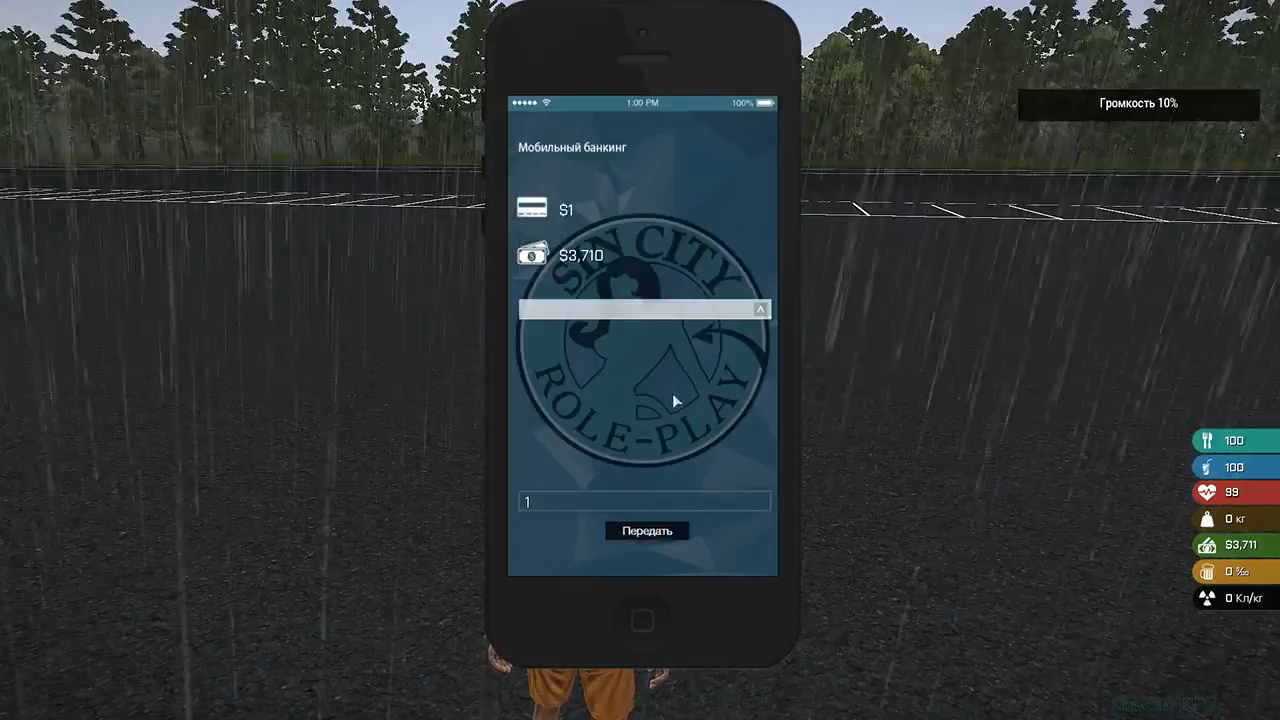 1:00 PM
100%
Громкость 10%
Мобильный банкинг
$1
$3,710
SEN CITY
ROLE-PLAY
1
Передать
100
100
99
0 кг
$3,711
0 ‰
0 Кл/кг